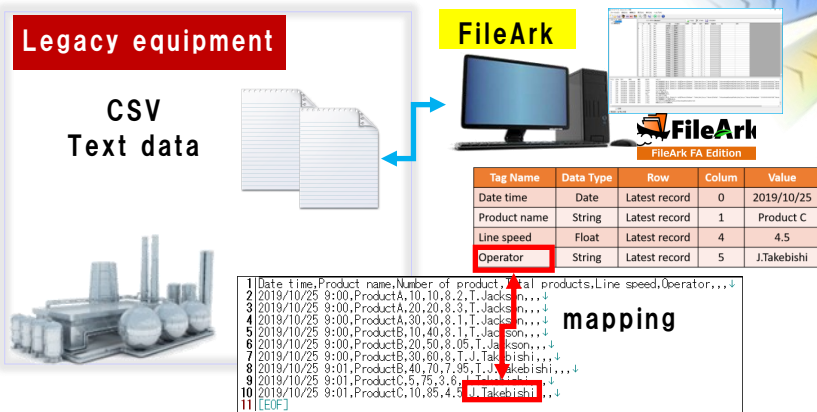 Legacy equipment
CSV
Text data
FileArk
FileArk
FileArk FA Edition
Tag Name Data Type Row Colum Value
Date time Date Latest record 0 2019/10/25
Product name String Latest record 1 Product C
Line speed Float Latest record 4 4.5
Operator String Latest record 5 J.Takebishi
1 Date time,Product name,Number of product,Total products,Line speed,Operator,,,↓
2 2019/10/25 9:00,ProductA,10,10,8.2,T.Jackson,,,↓
3 2019/10/25 9:00,ProductA,20,20,8.3,T.Jackson,,,↓
4 2019/10/25 9:00,ProductA,30,30,8.1,T.Jackson,,,↓
5 2019/10/25 9:00,ProductB,10,40,8.1,T.Jackson,,,↓
6 2019/10/25 9:00,ProductB,20,50,8.05,T.Jackson,,,↓
7 2019/10/25 9:00,ProductB,30,60,8,T.J.Takebishi,,,↓
8 2019/10/25 9:01,ProductB,40,70,7.95,T.J.Takebishi,,,↓
9 2019/10/25 9:01,ProductC,5,75,3.6,J.Takebishi,,,↓
10 2019/10/25 9:01,ProductC,10,85,4.5,J.Takebishi,,,↓
11 [EOF]
mapping